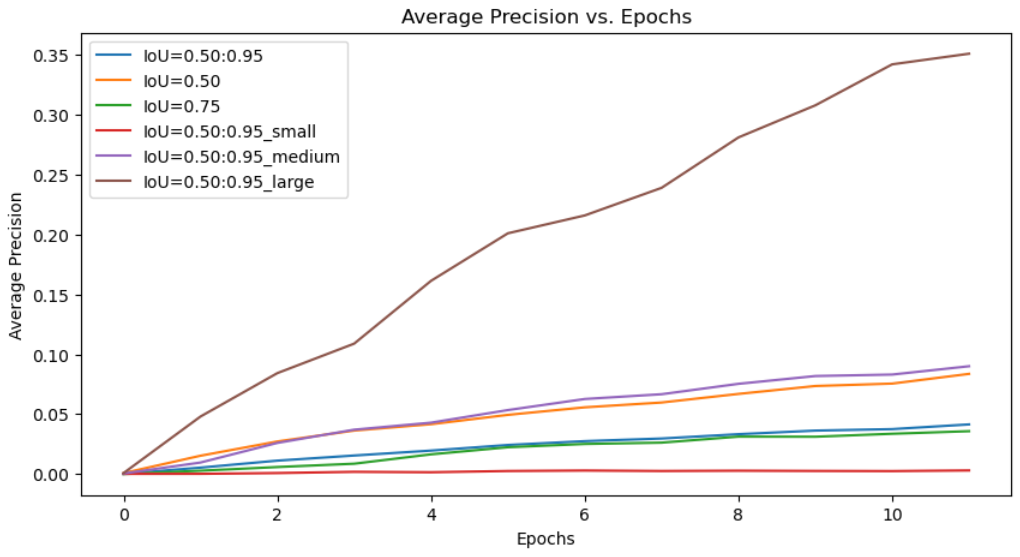 Average Precision vs. Epochs
IoU=0.50:0.95
IoU=0.50
IoU=0.75
IoU=0.50:0.95_small
IoU=0.50:0.95_medium
IoU=0.50:0.95_large
Average Precision
0.35
0.30
0.25
0.20
0.15
0.10
0.05
0.00
0 2 4 6 8 10
Epochs